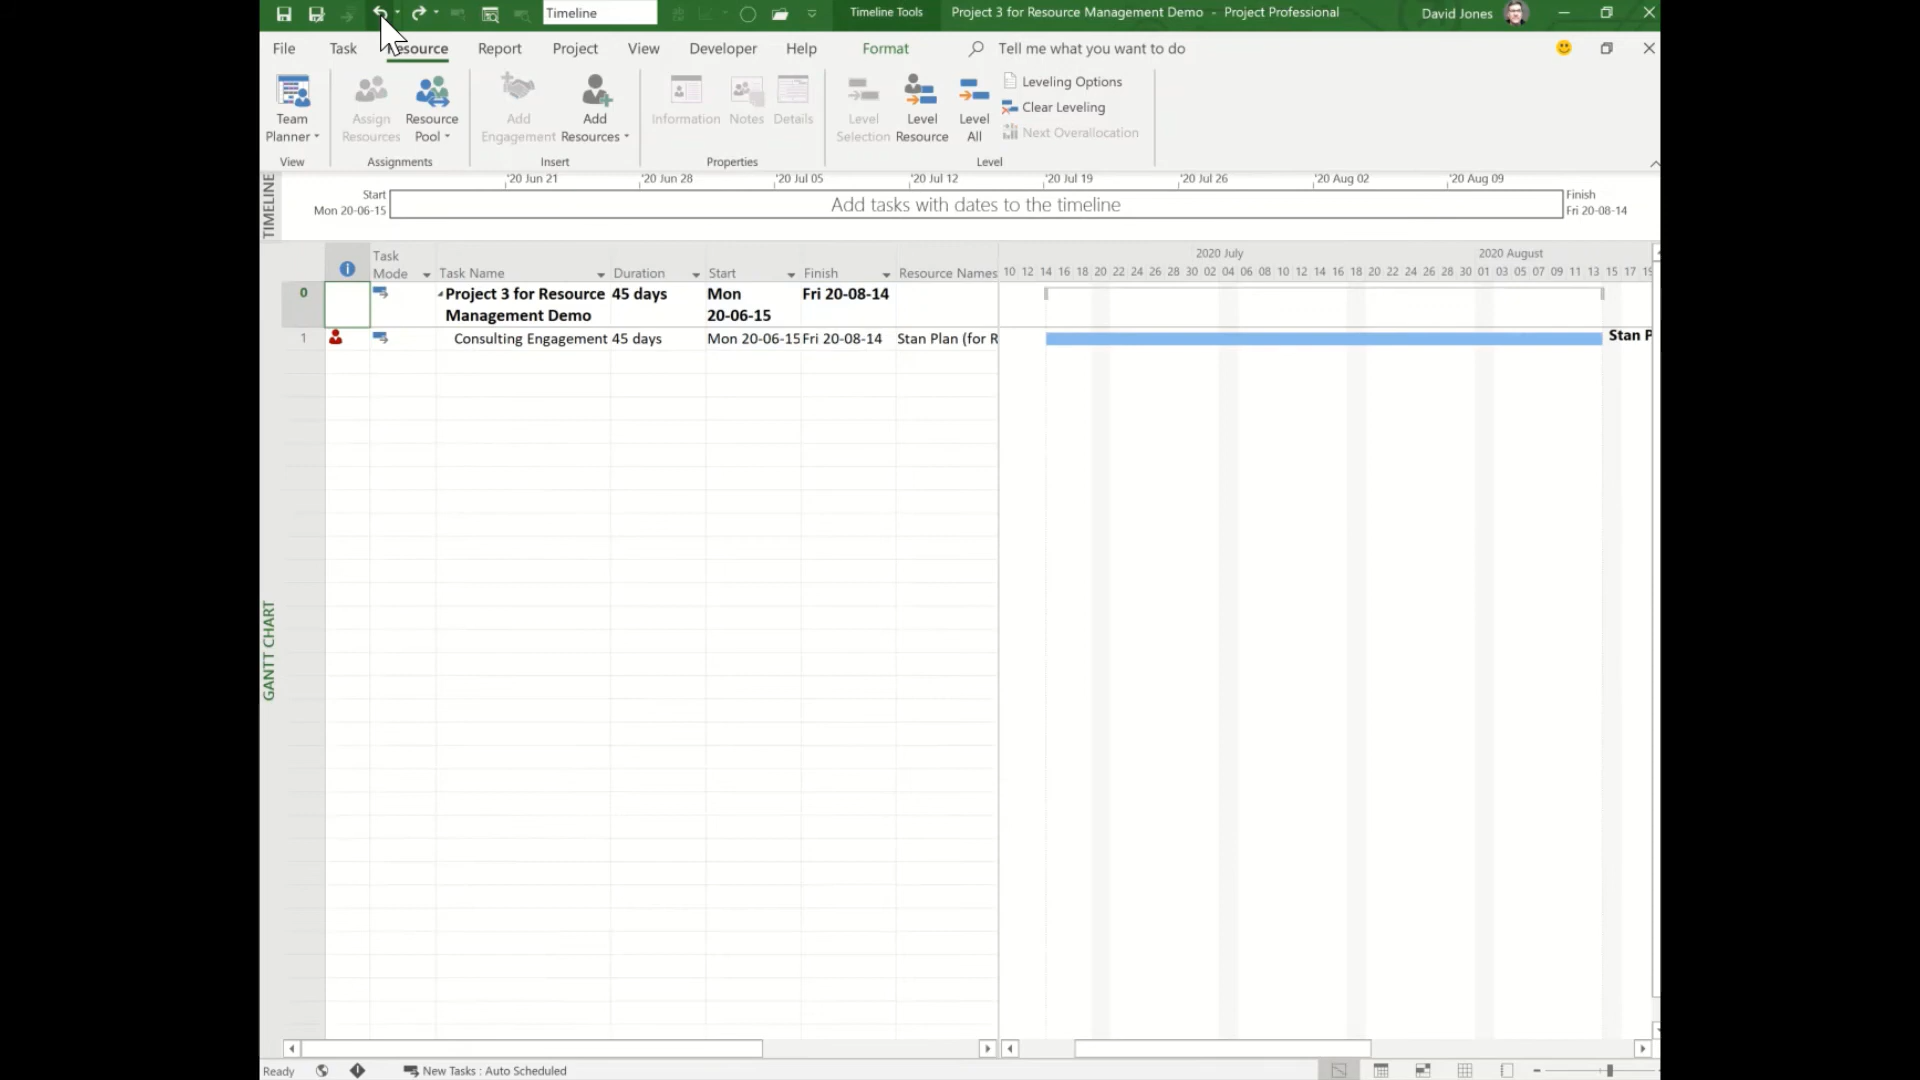 Timeline
Timeline Tools
Project 3 for Resource Management Demo - Project Professional
David Jones
File
Task
Resource
Report
Project
View
Developer
Help
Format
Tell me what you want to do
Team
Planner
Assign
Resources
Resource
Pool
Add
Engagement
Add
Resources
Information
Notes
Details
Level
Selection
Level
Resource
Level
All
Leveling Options
Clear Leveling
Next Overallocation
View
Assignments
Insert
Properties
Level
TIMELINE
'20 Jun 21
'20 Jun 28
'20 Jul 05
'20 Jul 12
'20 Jul 19
'20 Jul 26
'20 Aug 02
'20 Aug 09
Start
Mon 20-06-15
Add tasks with dates to the timeline
Finish
Fri 20-08-14
Task
Mode
Task Name
Duration
Start
Finish
Resource Names
2020 July
2020 August
10 12 14 16 18 20 22 24 26 28 30 02 04 06 08 10 12 14 16 18 20 22 24 26 28 30 01 03 05 07 09 11 13 15 17 19
0
Project 3 for Resource
Management Demo
45 days
Mon
20-06-15
Fri 20-08-14
1
Consulting Engagement
45 days
Mon 20-06-15
Fri 20-08-14
Stan Plan (for R
Stan P
GANTT CHART
Ready
New Tasks : Auto Scheduled